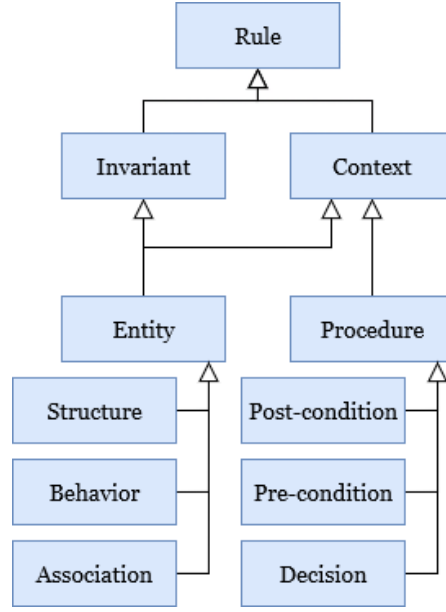 Rule
Invariant
Context
Entity
Procedure
Structure
Post-condition
Behavior
Pre-condition
Association
Decision